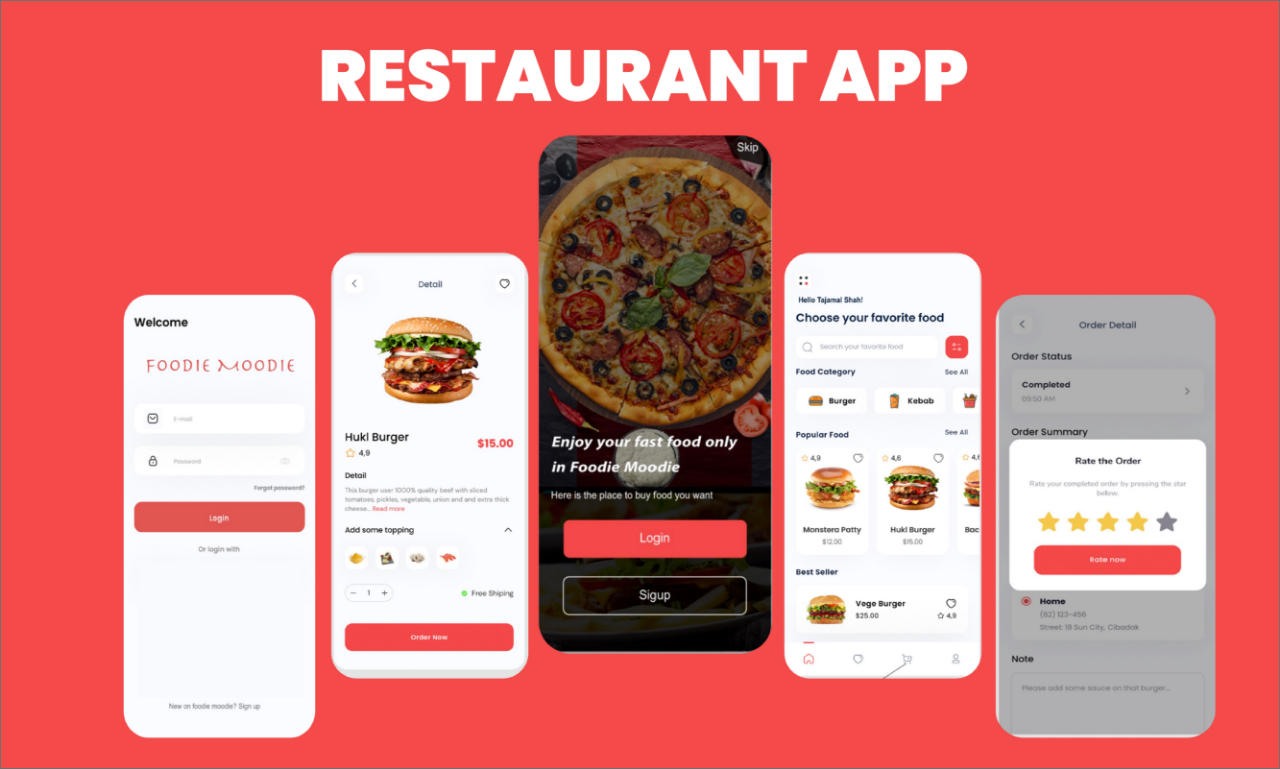 RESTAURANT APP
Welcome
FOODIE MOODIE
E-mail
Password
Forgot password?
Login
Or login with
New on foodie moodie? Sign up
Detail
Hukl Burger
$15.00
4,9
Detail
This burger user 1000% quality beef with sliced
tomatoes, pickles, vegetable, union and and extra thick
cheese... Read more
Add some topping
1
Free Shiping
Order Now
Skip
Enjoy your fast food only
in Foodie Moodie
Here is the place to buy food you want
Login
Sigup
Hello Tajamal Shah!
Choose your favorite food
Search your favorite food
Food Category
See All
Burger
Kebab
Popular Food
See All
4,9
4,6
4,6
Monstera Patty
Hukl Burger
Bac
$12.00
$15.00
Best Seller
Vege Burger
$25.00
4,9
Order Detail
Order Status
Completed
09:50 AM
Order Summary
Rate the Order
Rate your completed order by pressing the star
bellow.
Rate now
Home
(62) 123-456
Street: 18 Sun City, Cibadak
Note
Please add some sauce on that burger...